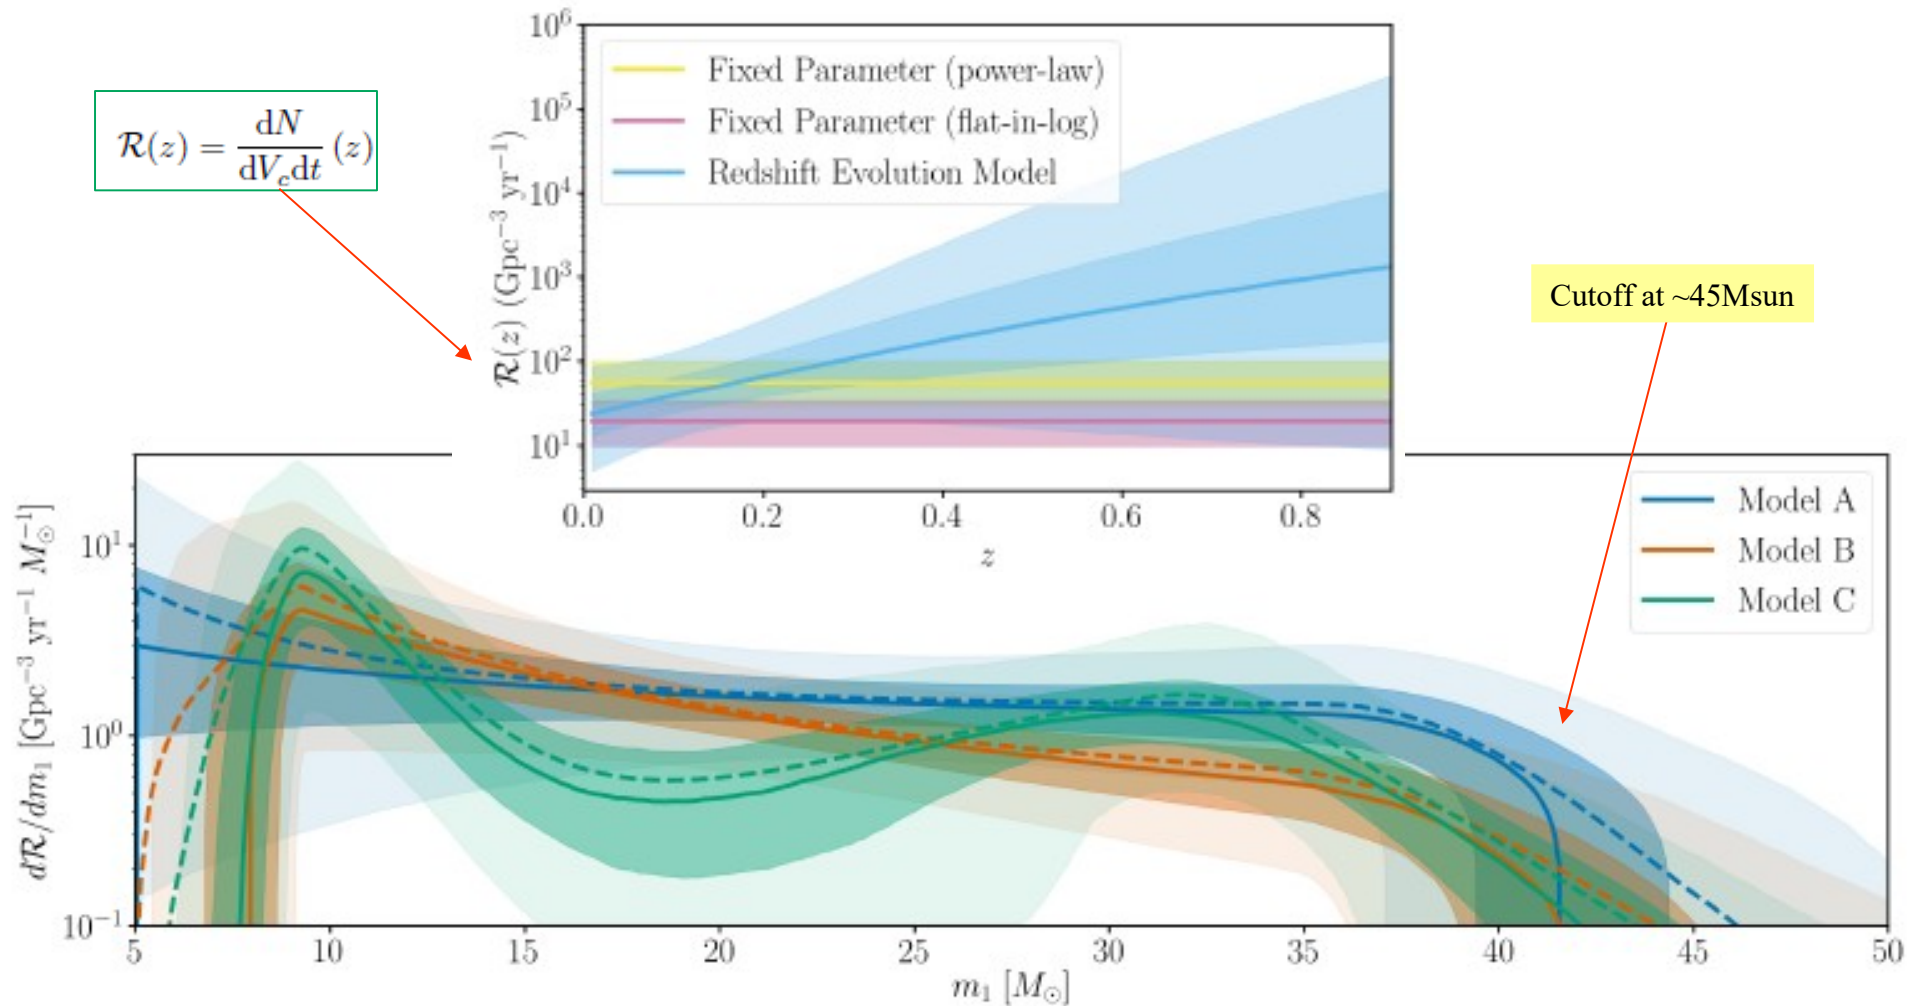 R(z) = dN/dV_c dt (z)
10^6
10^5
10^4
10^3
10^2
10^1
R(z) (Gpc^−3 yr^−1)
Fixed Parameter (power-law)
Fixed Parameter (flat-in-log)
Redshift Evolution Model
0.0 0.2 0.4 0.6 0.8
z
Cutoff at ~45Msun
10^1
10^0
10^−1
dR/dm_1 [Gpc^−3 yr^−1 M_⊙^−1]
Model A
Model B
Model C
5 10 15 20 25 30 35 40 45 50
m_1 [M_⊙]